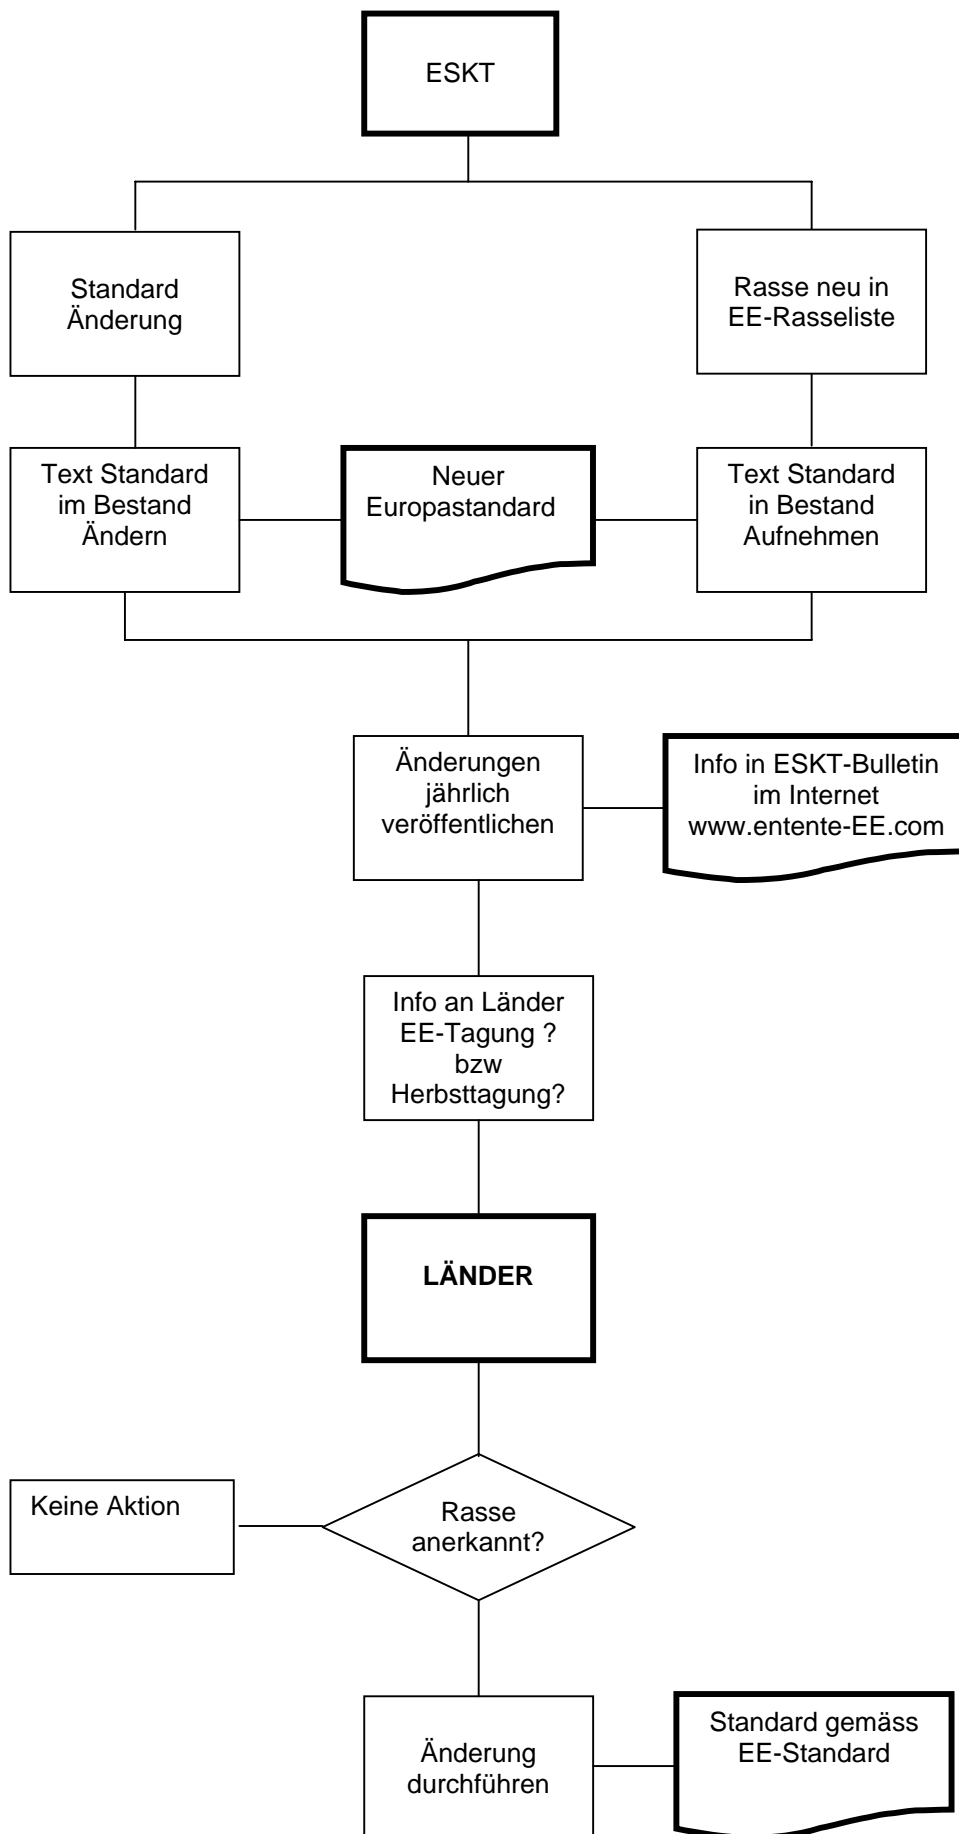 ESKT
Standard
Änderung
Rasse neu in
EE-Rasseliste
Text Standard
im Bestand
Ändern
Neuer
Europastandard
Text Standard
in Bestand
Aufnehmen
Änderungen
jährlich
veröffentlichen
Info in ESKT-Bulletin
im Internet
www.entente-EE.com
Info an Länder
EE-Tagung ?
bzw
Herbsttagung?
LÄNDER
Keine Aktion
Rasse
anerkannt?
Änderung
durchführen
Standard gemäss
EE-Standard